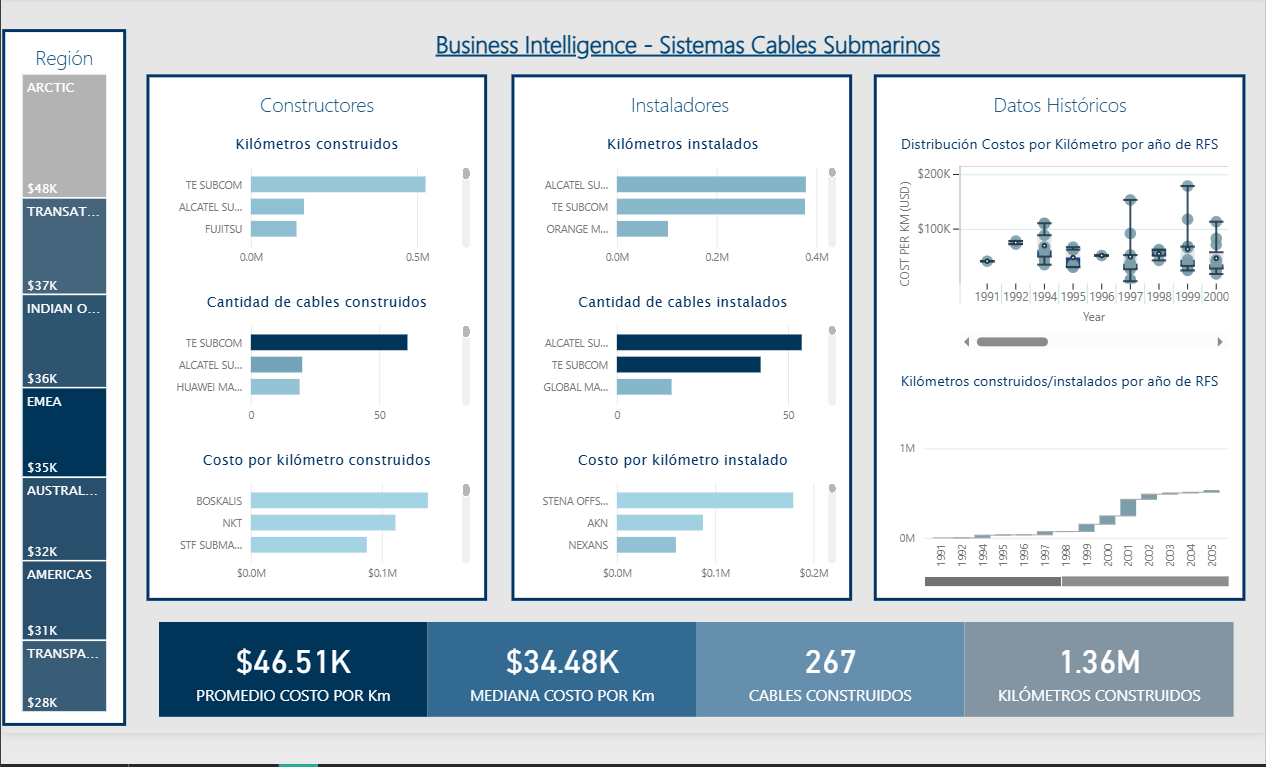 Business Intelligence - Sistemas Cables Submarinos
Región
ARCTIC
$48K
TRANSAT...
$37K
INDIAN O...
$36K
EMEA
$35K
AUSTRAL...
$32K
AMERICAS
$31K
TRANSPA...
$28K
Constructores
Kilómetros construidos
TE SUBCOM
ALCATEL SU...
FUJITSU
0.0M 0.5M
Cantidad de cables construidos
TE SUBCOM
ALCATEL SU...
HUAWEI MA...
0 50
Costo por kilómetro construidos
BOSKALIS
NKT
STF SUBMA...
$0.0M $0.1M
Instaladores
Kilómetros instalados
ALCATEL SU...
TE SUBCOM
ORANGE M...
0.0M 0.2M 0.4M
Cantidad de cables instalados
ALCATEL SU...
TE SUBCOM
GLOBAL MA...
0 50
Costo por kilómetro instalado
STENA OFFS...
AKN
NEXANS
$0.0M $0.1M $0.2M
Datos Históricos
Distribución Costos por Kilómetro por año de RFS
COST PER KM (USD)
$200K
$100K
1991 1992 1994 1995 1996 1997 1998 1999 2000
Year
Kilómetros construidos/instalados por año de RFS
1M
0M
1991 1992 1994 1995 1996 1997 1998 1999 2000 2001 2002 2003 2004 2005
$46.51K
PROMEDIO COSTO POR Km
$34.48K
MEDIANA COSTO POR Km
267
CABLES CONSTRUIDOS
1.36M
KILÓMETROS CONSTRUIDOS